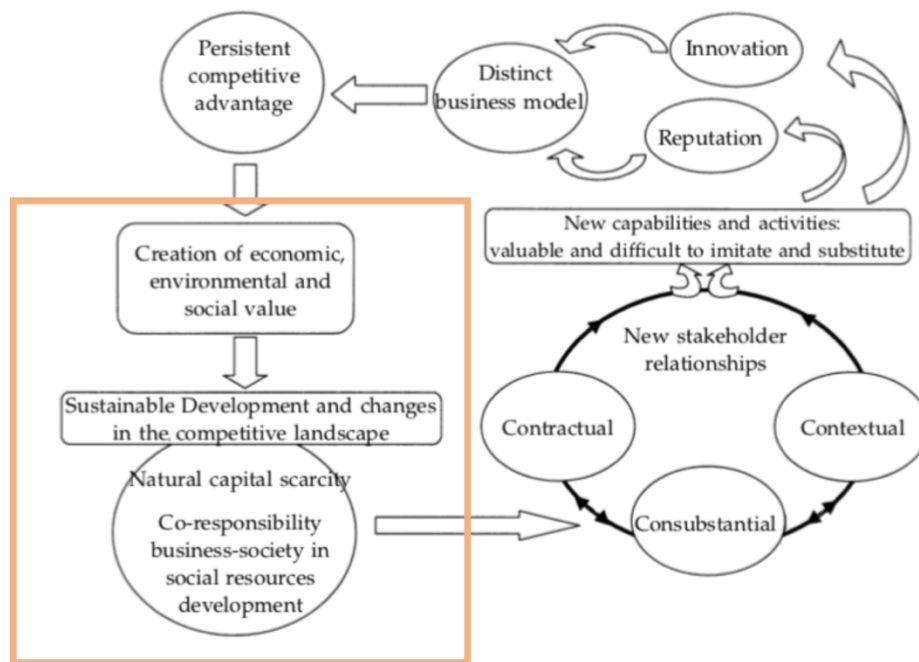 Persistent
competitive
advantage
Distinct
business model
Innovation
Reputation
New capabilities and activities:
valuable and difficult to imitate and substitute
Creation of economic,
environmental and
social value
New stakeholder
relationships
Sustainable Development and changes
in the competitive landscape
Contractual
Contextual
Natural capital scarcity
Co-responsibility
business-society in
social resources
development
Consubstantial